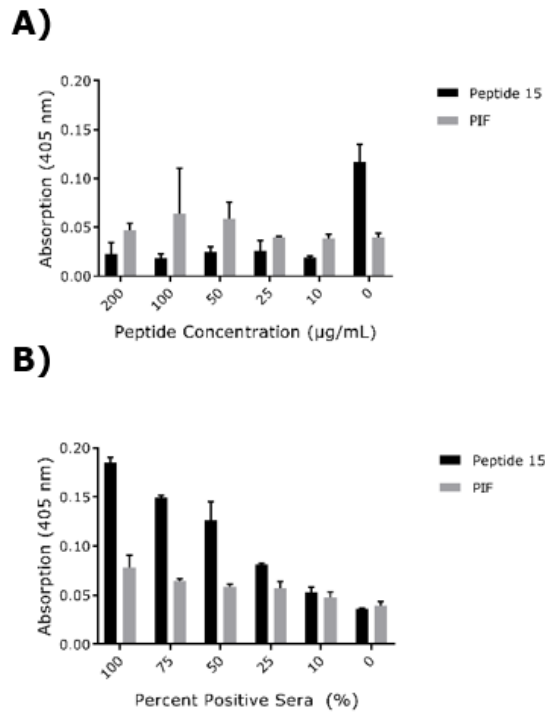 A)
0.20
0.15
0.10
0.05
0.00
Absorption (405 nm)
200 100 50 25 10 0
Peptide Concentration (µg/mL)
Peptide 15
PIF
B)
0.20
0.15
0.10
0.05
0.00
Absorption (405 nm)
100 75 50 25 10 0
Percent Positive Sera (%)
Peptide 15
PIF